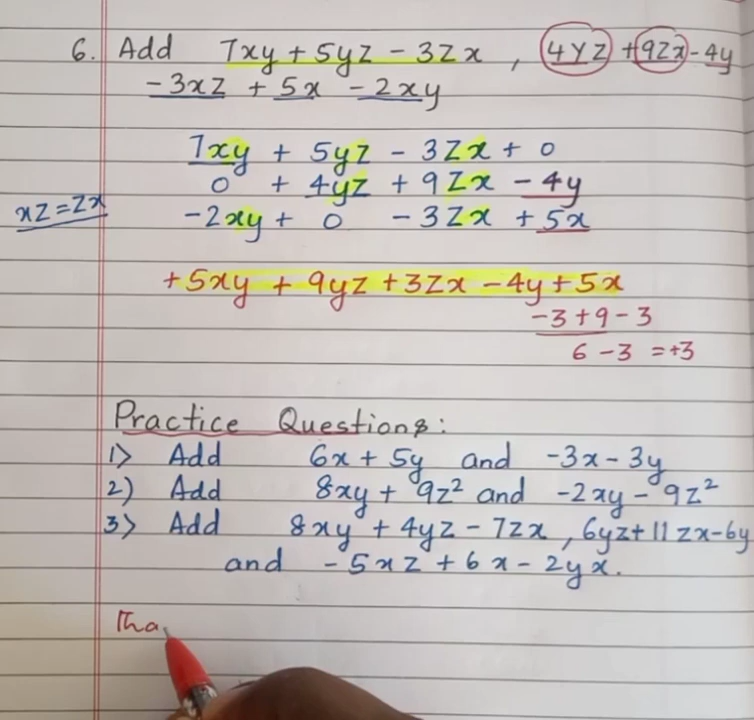 6. Add 7xy + 5yz - 3zx , 4yz + 9zx - 4y
- 3xz + 5x - 2xy
7xy + 5yz - 3zx + 0
0 + 4yz + 9zx - 4y
xz = zx
-2xy + 0 - 3zx + 5x
+5xy + 9yz + 3zx - 4y + 5x
-3 + 9 - 3
6 - 3 = +3
Practice Questions:
1) Add 6x + 5y and -3x - 3y
2) Add 8xy + 9z² and -2xy - 9z²
3) Add 8xy + 4yz - 7zx , 6yz + 11zx - 6y
and - 5xz + 6x - 2yx.
Tha